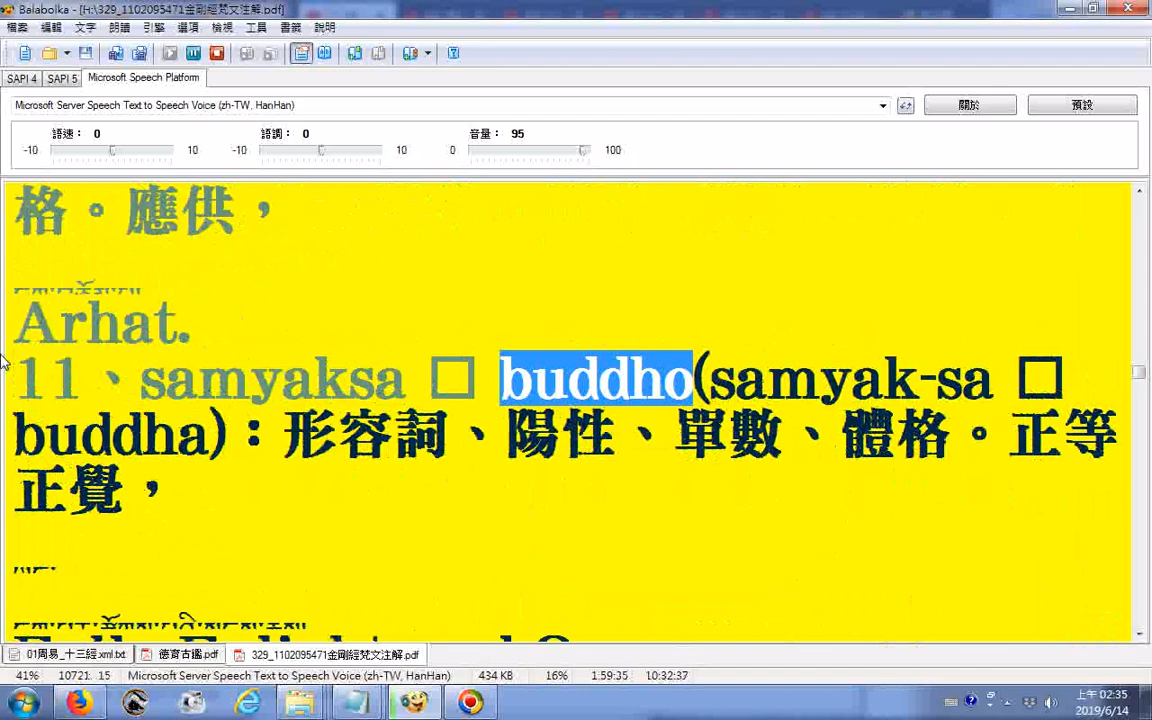 Balabolka - [H:\329_1102095471金剛經梵文注解.pdf]
檔案 編輯 文字 朗讀 引擎 選項 檢視 工具 書籤 說明
SAPI 4 SAPI 5 Microsoft Speech Platform
Microsoft Server Speech Text to Speech Voice (zh-TW, HanHan) 關於 預設
語速： 0 語調： 0 音量： 95
-10 10 -10 10 0 100
格。應供，
Arhat.
11、samyaksa □ buddho(samyak-sa □
buddha)：形容詞、陽性、單數、體格。正等
正覺，
01周易_十三經.xml.txt 德育古鑑.pdf 329_1102095471金剛經梵文注解.pdf
41% 10721. 15 Microsoft Server Speech Text to Speech Voice (zh-TW, HanHan) 434 KB 16% 1:59:35 10:32:37
上午 02:35
2019/6/14